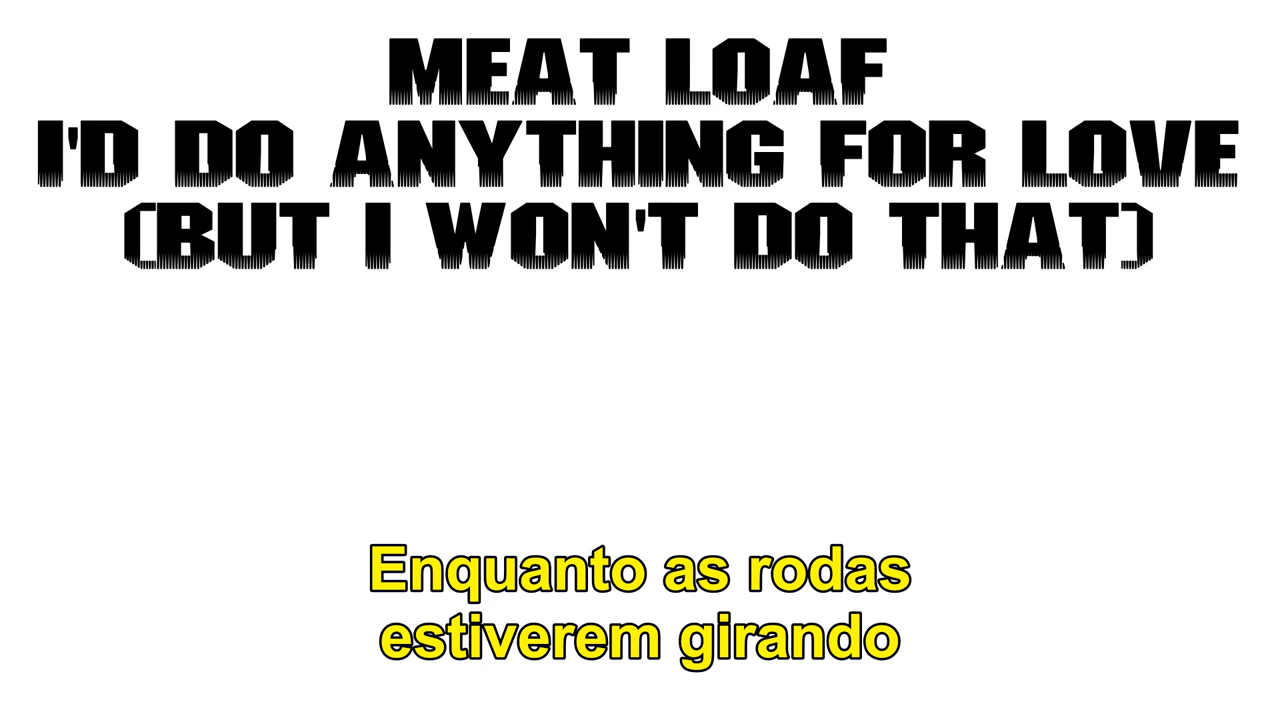 MEAT LOAF
I'D DO ANYTHING FOR LOVE
(BUT I WON'T DO THAT)
Enquanto as rodas
estiverem girando